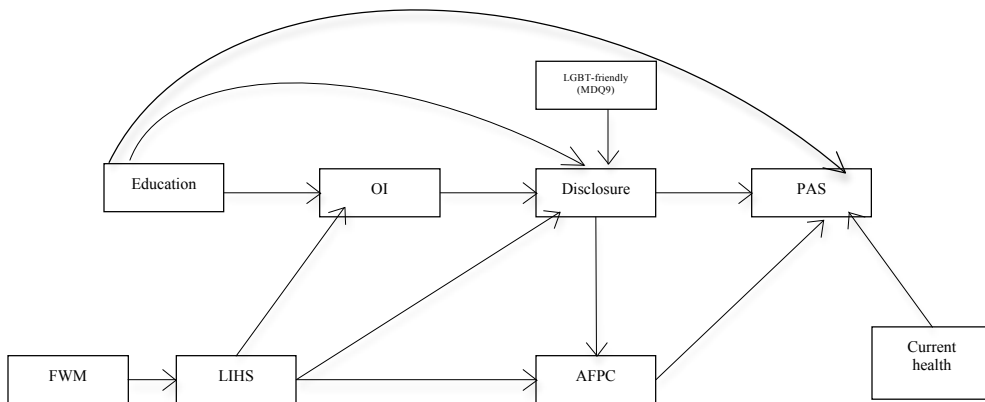 LGBT-friendly
(MDQ9)
Education
OI
Disclosure
PAS
FWM
LIHS
AFPC
Current
health